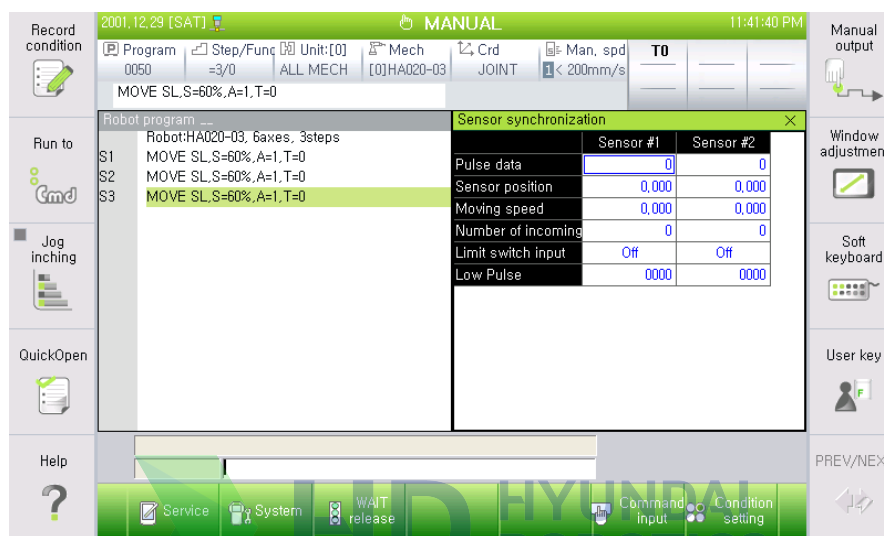 Record
condition
Run to
Cmd
Jog
inching
QuickOpen
Help
?
2001,12,29 [SAT]
MANUAL
11:41:40 PM
P Program
0050
Step/Func
=3/0
Unit:[0]
ALL MECH
Mech
[0]HA020-03
Crd
JOINT
Man, spd
1 < 200mm/s
T0
MOVE SL,S=60%,A=1,T=0
Robot program __
Robot:HA020-03, 6axes, 3steps
S1 MOVE SL,S=60%,A=1,T=0
S2 MOVE SL,S=60%,A=1,T=0
S3 MOVE SL,S=60%,A=1,T=0
Sensor synchronization
Sensor #1 Sensor #2
Pulse data 0 0
Sensor position 0,000 0,000
Moving speed 0,000 0,000
Number of incoming 0 0
Limit switch input Off Off
Low Pulse 0000 0000
Service
System
WAIT
release
Command
input
Condition
setting
HD HYUNDAI
ROBOTICS
Manual
output
Window
adjustmen
Soft
keyboard
User key
F
PREV/NEX